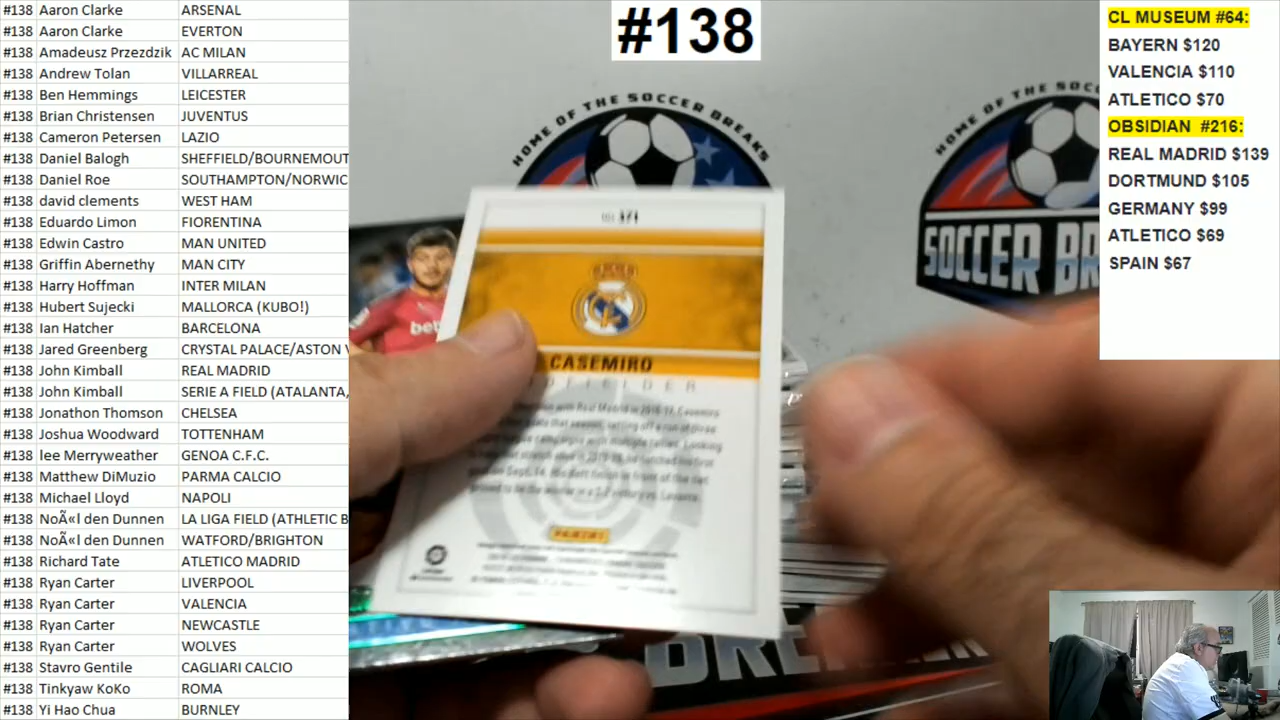 #138 Aaron Clarke ARSENAL
#138 Aaron Clarke EVERTON
#138 Amadeusz Przedzik AC MILAN
#138 Andrew Tolan VILLARREAL
#138 Ben Hemmings LEICESTER
#138 Brian Christensen JUVENTUS
#138 Cameron Petersen LAZIO
#138 Daniel Balogh SHEFFIELD/BOURNEMOUT
#138 Daniel Roe SOUTHAMPTON/NORWIC
#138 david clements WEST HAM
#138 Eduardo Limon FIORENTINA
#138 Edwin Castro MAN UNITED
#138 Griffin Abernethy MAN CITY
#138 Harry Hoffman INTER MILAN
#138 Hubert Sujecki MALLORCA (KUBO!)
#138 Ian Hatcher BARCELONA
#138 Jared Greenberg CRYSTAL PALACE/ASTON V
#138 John Kimball REAL MADRID
#138 John Kimball SERIE A FIELD (ATALANTA,
#138 Jonathon Thomson CHELSEA
#138 Joshua Woodward TOTTENHAM
#138 lee Merryweather GENOA C.F.C.
#138 Matthew DiMuzio PARMA CALCIO
#138 Michael Lloyd NAPOLI
#138 NoÃ«l den Dunnen LA LIGA FIELD (ATHLETIC B
#138 NoÃ«l den Dunnen WATFORD/BRIGHTON
#138 Richard Tate ATLETICO MADRID
#138 Ryan Carter LIVERPOOL
#138 Ryan Carter VALENCIA
#138 Ryan Carter NEWCASTLE
#138 Ryan Carter WOLVES
#138 Stavro Gentile CAGLIARI CALCIO
#138 Tinkyaw KoKo ROMA
#138 Yi Hao Chua BURNLEY
#138
HOME OF THE SOCCER BREAKS
HOME OF THE SOCCER
SOCCER BR
CASEMIRO
MIDFIELDER
PANINI
CL MUSEUM #64:
BAYERN $120
VALENCIA $110
ATLETICO $70
OBSIDIAN #216:
REAL MADRID $139
DORTMUND $105
GERMANY $99
ATLETICO $69
SPAIN $67